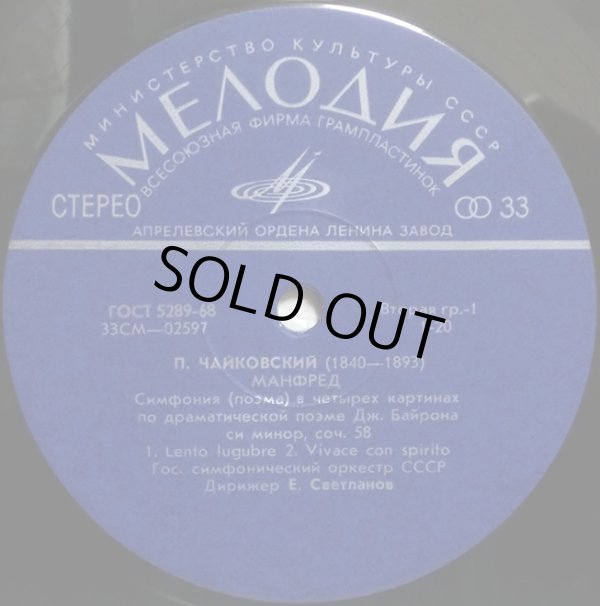 МИНИСТЕРСТВО КУЛЬТУРЫ СССР
МЕЛОДИЯ
ВСЕСОЮЗНАЯ ФИРМА ГРАМПЛАСТИНОК
СТЕРЕО 33
АПРЕЛЕВСКИЙ ОРДЕНА ЛЕНИНА ЗАВОД
SOLD OUT
ГОСТ 5289-68 Вторая гр.-1
33СМ—02597 -20
П. ЧАЙКОВСКИЙ (1840—1893)
МАНФРЕД
Симфония (поэма) в четырех картинах
по драматической поэме Дж. Байрона
си минор, соч. 58
1. Lento lugubre 2. Vivace con spirito
Гос. симфонический оркестр СССР
Дирижер Е. Светланов